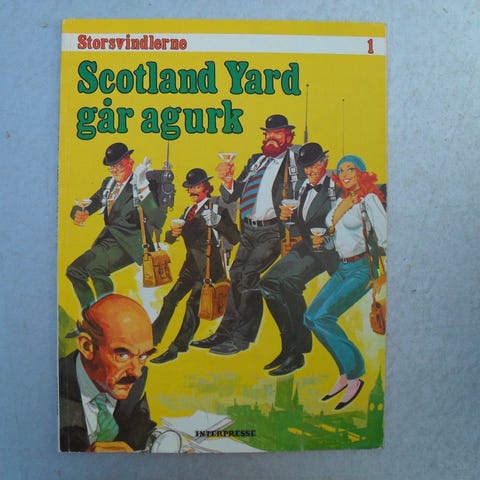 Storsvindlerne 1
Scotland Yard
går agurk
INTERPRESSE